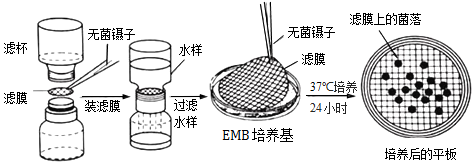 滤杯
无菌镊子
滤膜
装滤膜
水样
过滤
水样
无菌镊子
滤膜
EMB培养基
37℃培养
24小时
滤膜上的菌落
培养后的平板